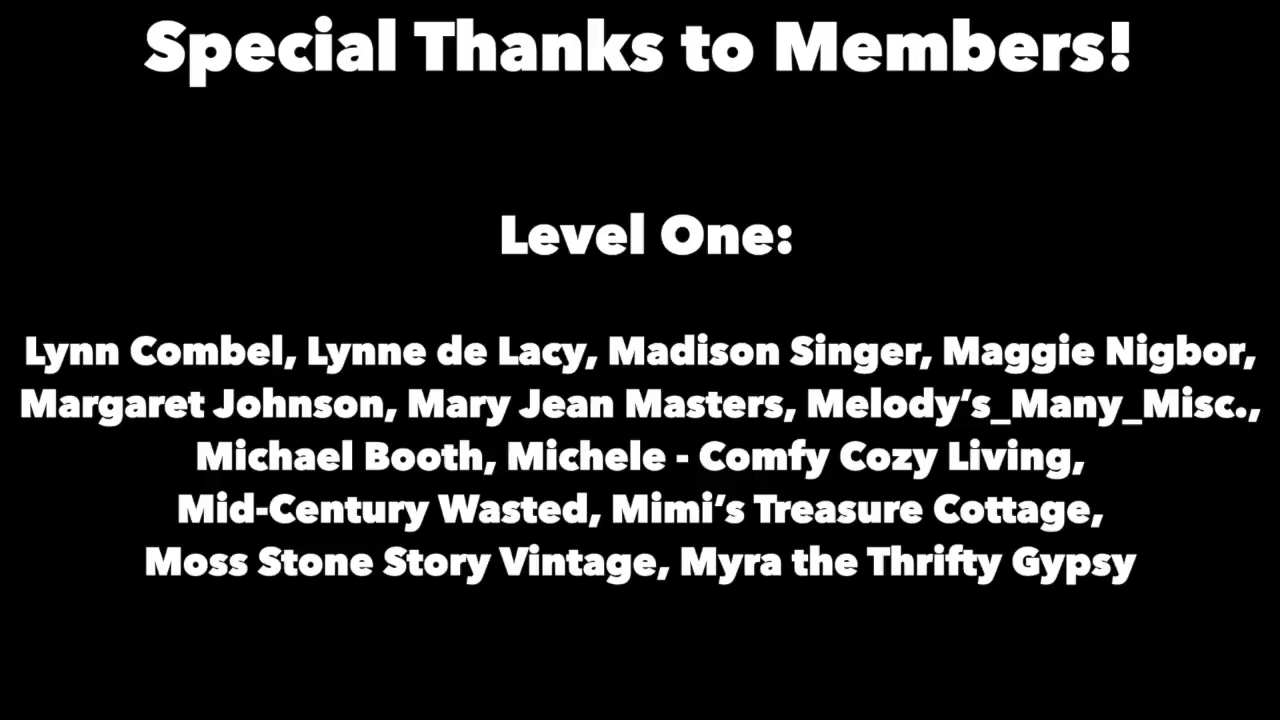 Special Thanks to Members!
Level One:
Lynn Combel, Lynne de Lacy, Madison Singer, Maggie Nigbor,
Margaret Johnson, Mary Jean Masters, Melody’s_Many_Misc.,
Michael Booth, Michele - Comfy Cozy Living,
Mid-Century Wasted, Mimi’s Treasure Cottage,
Moss Stone Story Vintage, Myra the Thrifty Gypsy